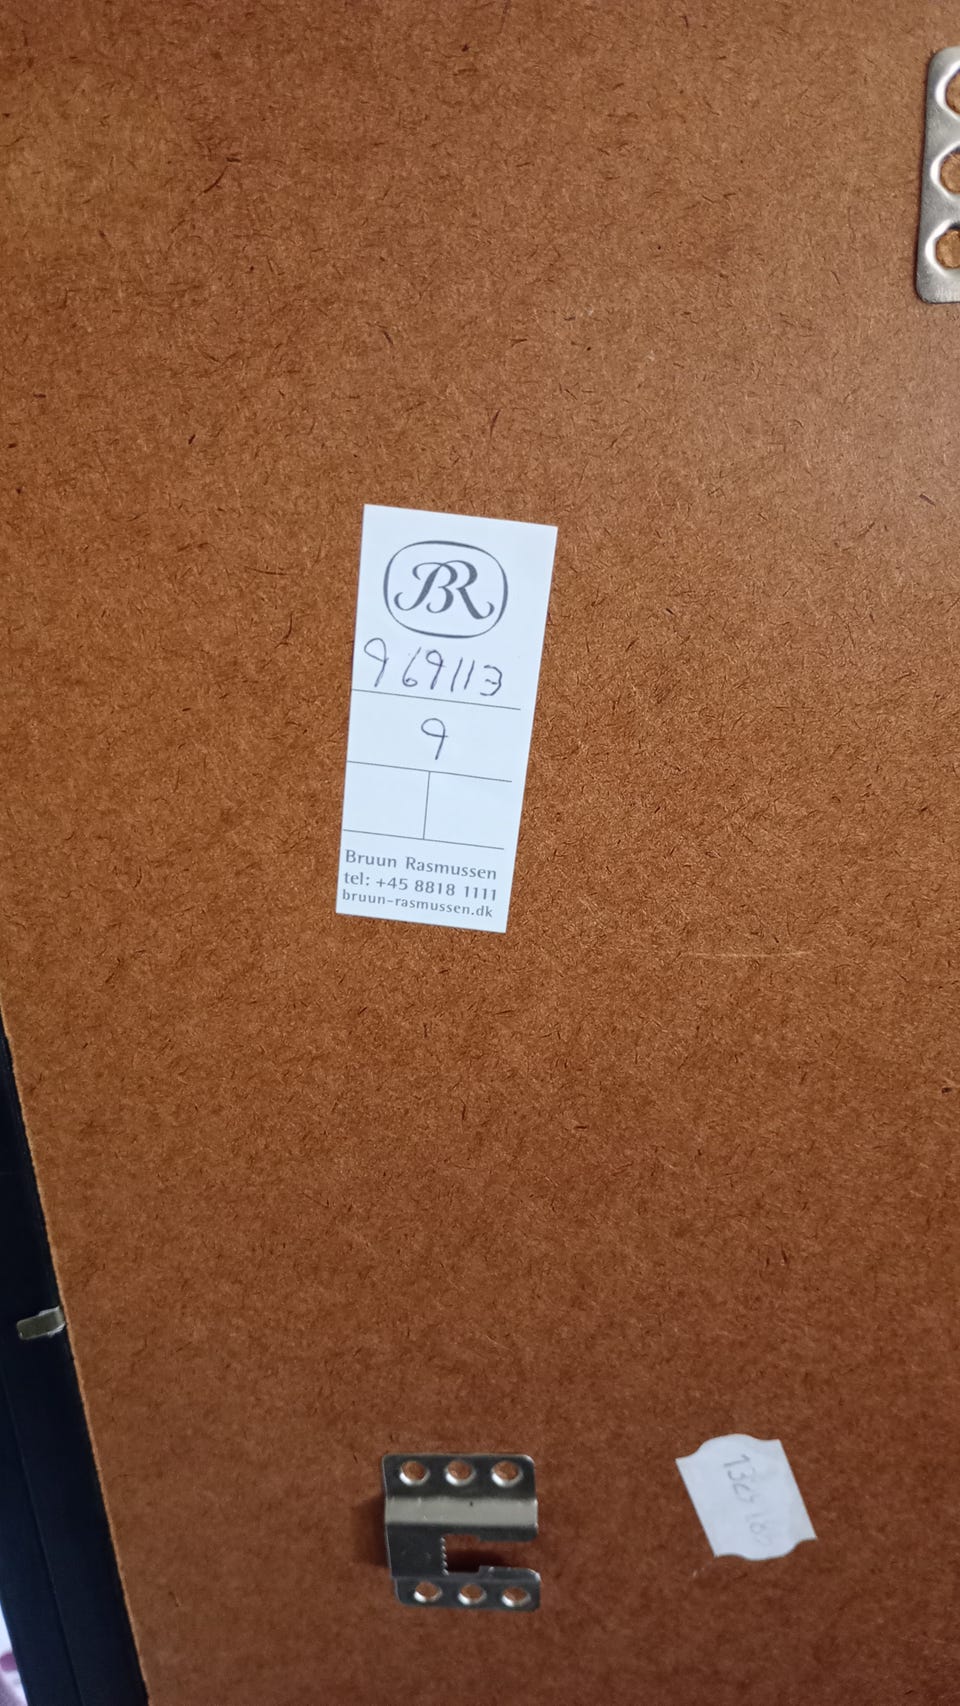 BR
969113
9
Bruun Rasmussen
tel: +45 8818 1111
bruun-rasmussen.dk